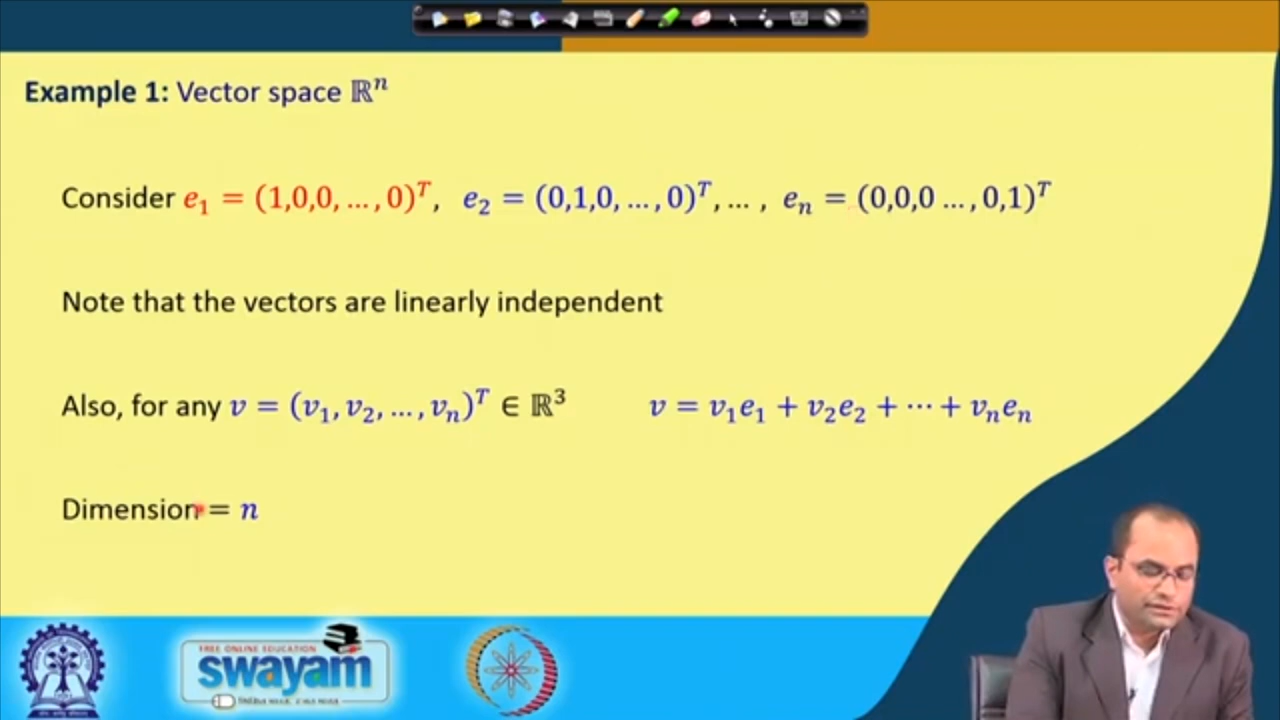 Example 1: Vector space ℝⁿ
Consider e₁ = (1,0,0, … , 0)ᵀ, e₂ = (0,1,0, … , 0)ᵀ, … , eₙ = (0,0,0 … , 0,1)ᵀ
Note that the vectors are linearly independent
Also, for any v = (v₁, v₂, … , vₙ)ᵀ ∈ ℝ³ v = v₁e₁ + v₂e₂ + ⋯ + vₙeₙ
Dimension = n
FREE ONLINE EDUCATION
swayam